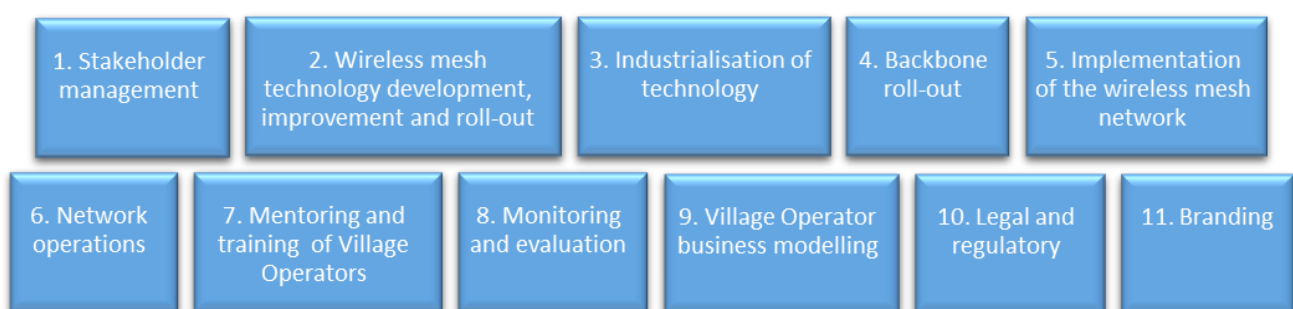 1. Stakeholder
management
2. Wireless mesh
technology development,
improvement and roll-out
3. Industrialisation of
technology
4. Backbone
roll-out
5. Implementation
of the wireless mesh
network
6. Network
operations
7. Mentoring and
training of Village
Operators
8. Monitoring
and evaluation
9. Village Operator
business modelling
10. Legal and
regulatory
11. Branding